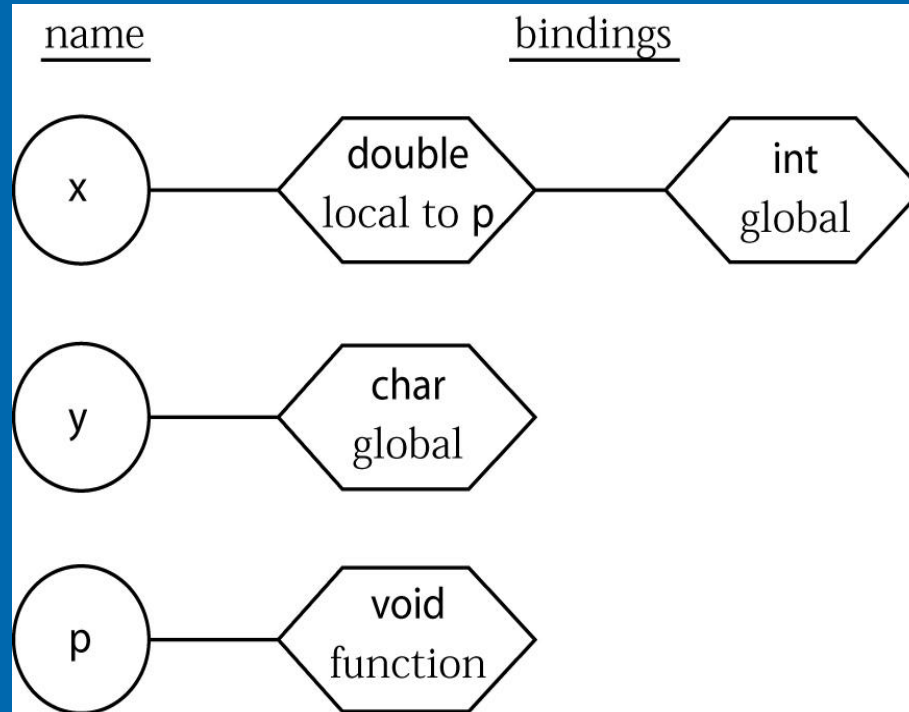 name
bindings
x
double
local to p
int
global
y
char
global
p
void
function